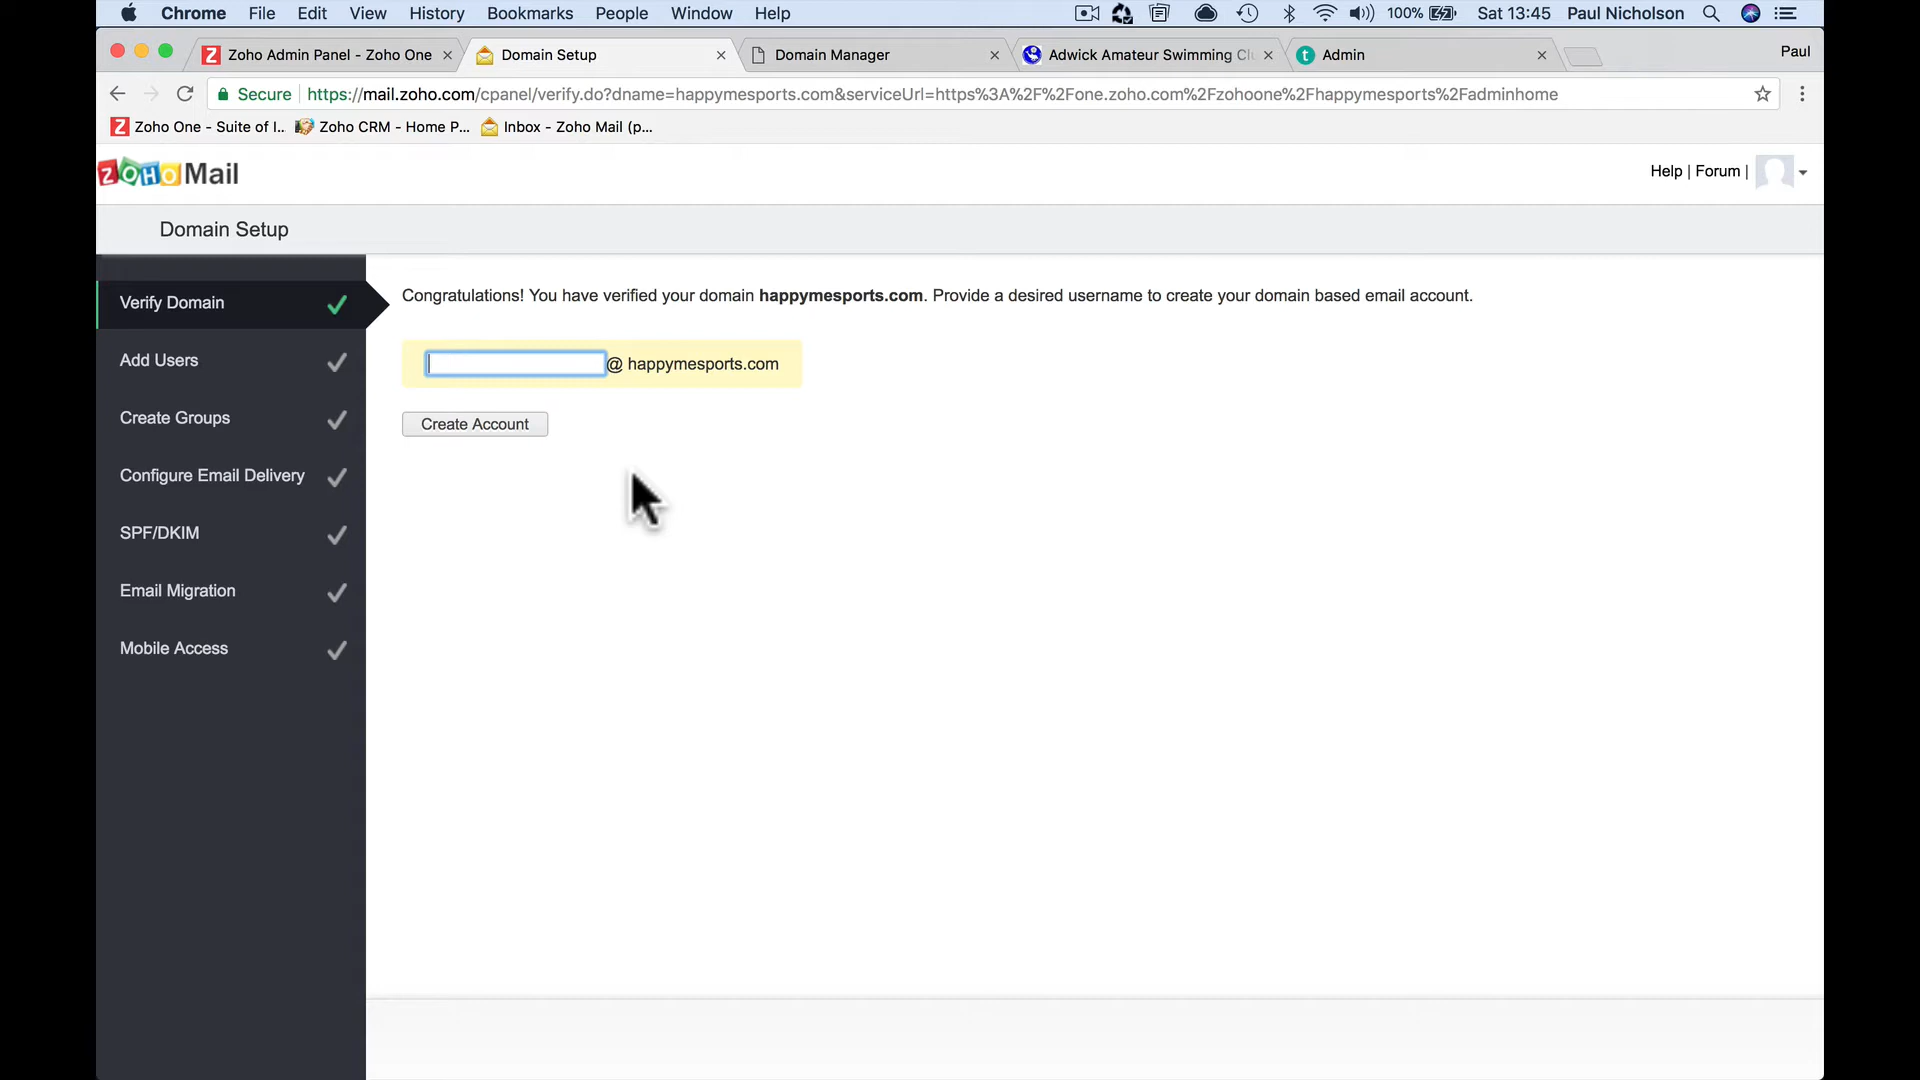 Chrome File Edit View History Bookmarks People Window Help 100% Sat 13:45 Paul Nicholson
Zoho Admin Panel - Zoho One Domain Setup Domain Manager Adwick Amateur Swimming Admin Paul
Secure https://mail.zoho.com/cpanel/verify.do?dname=happymesports.com&serviceUrl=https%3A%2F%2Fone.zoho.com%2Fzohoone%2Fhappymesports%2Fadminhome
Zoho One - Suite of I... Zoho CRM - Home P... Inbox - Zoho Mail (p...
ZOHO Mail Help | Forum |
Domain Setup
Verify Domain
Congratulations! You have verified your domain happymesports.com. Provide a desired username to create your domain based email account.
@ happymesports.com
Add Users
Create Groups
Create Account
Configure Email Delivery
SPF/DKIM
Email Migration
Mobile Access